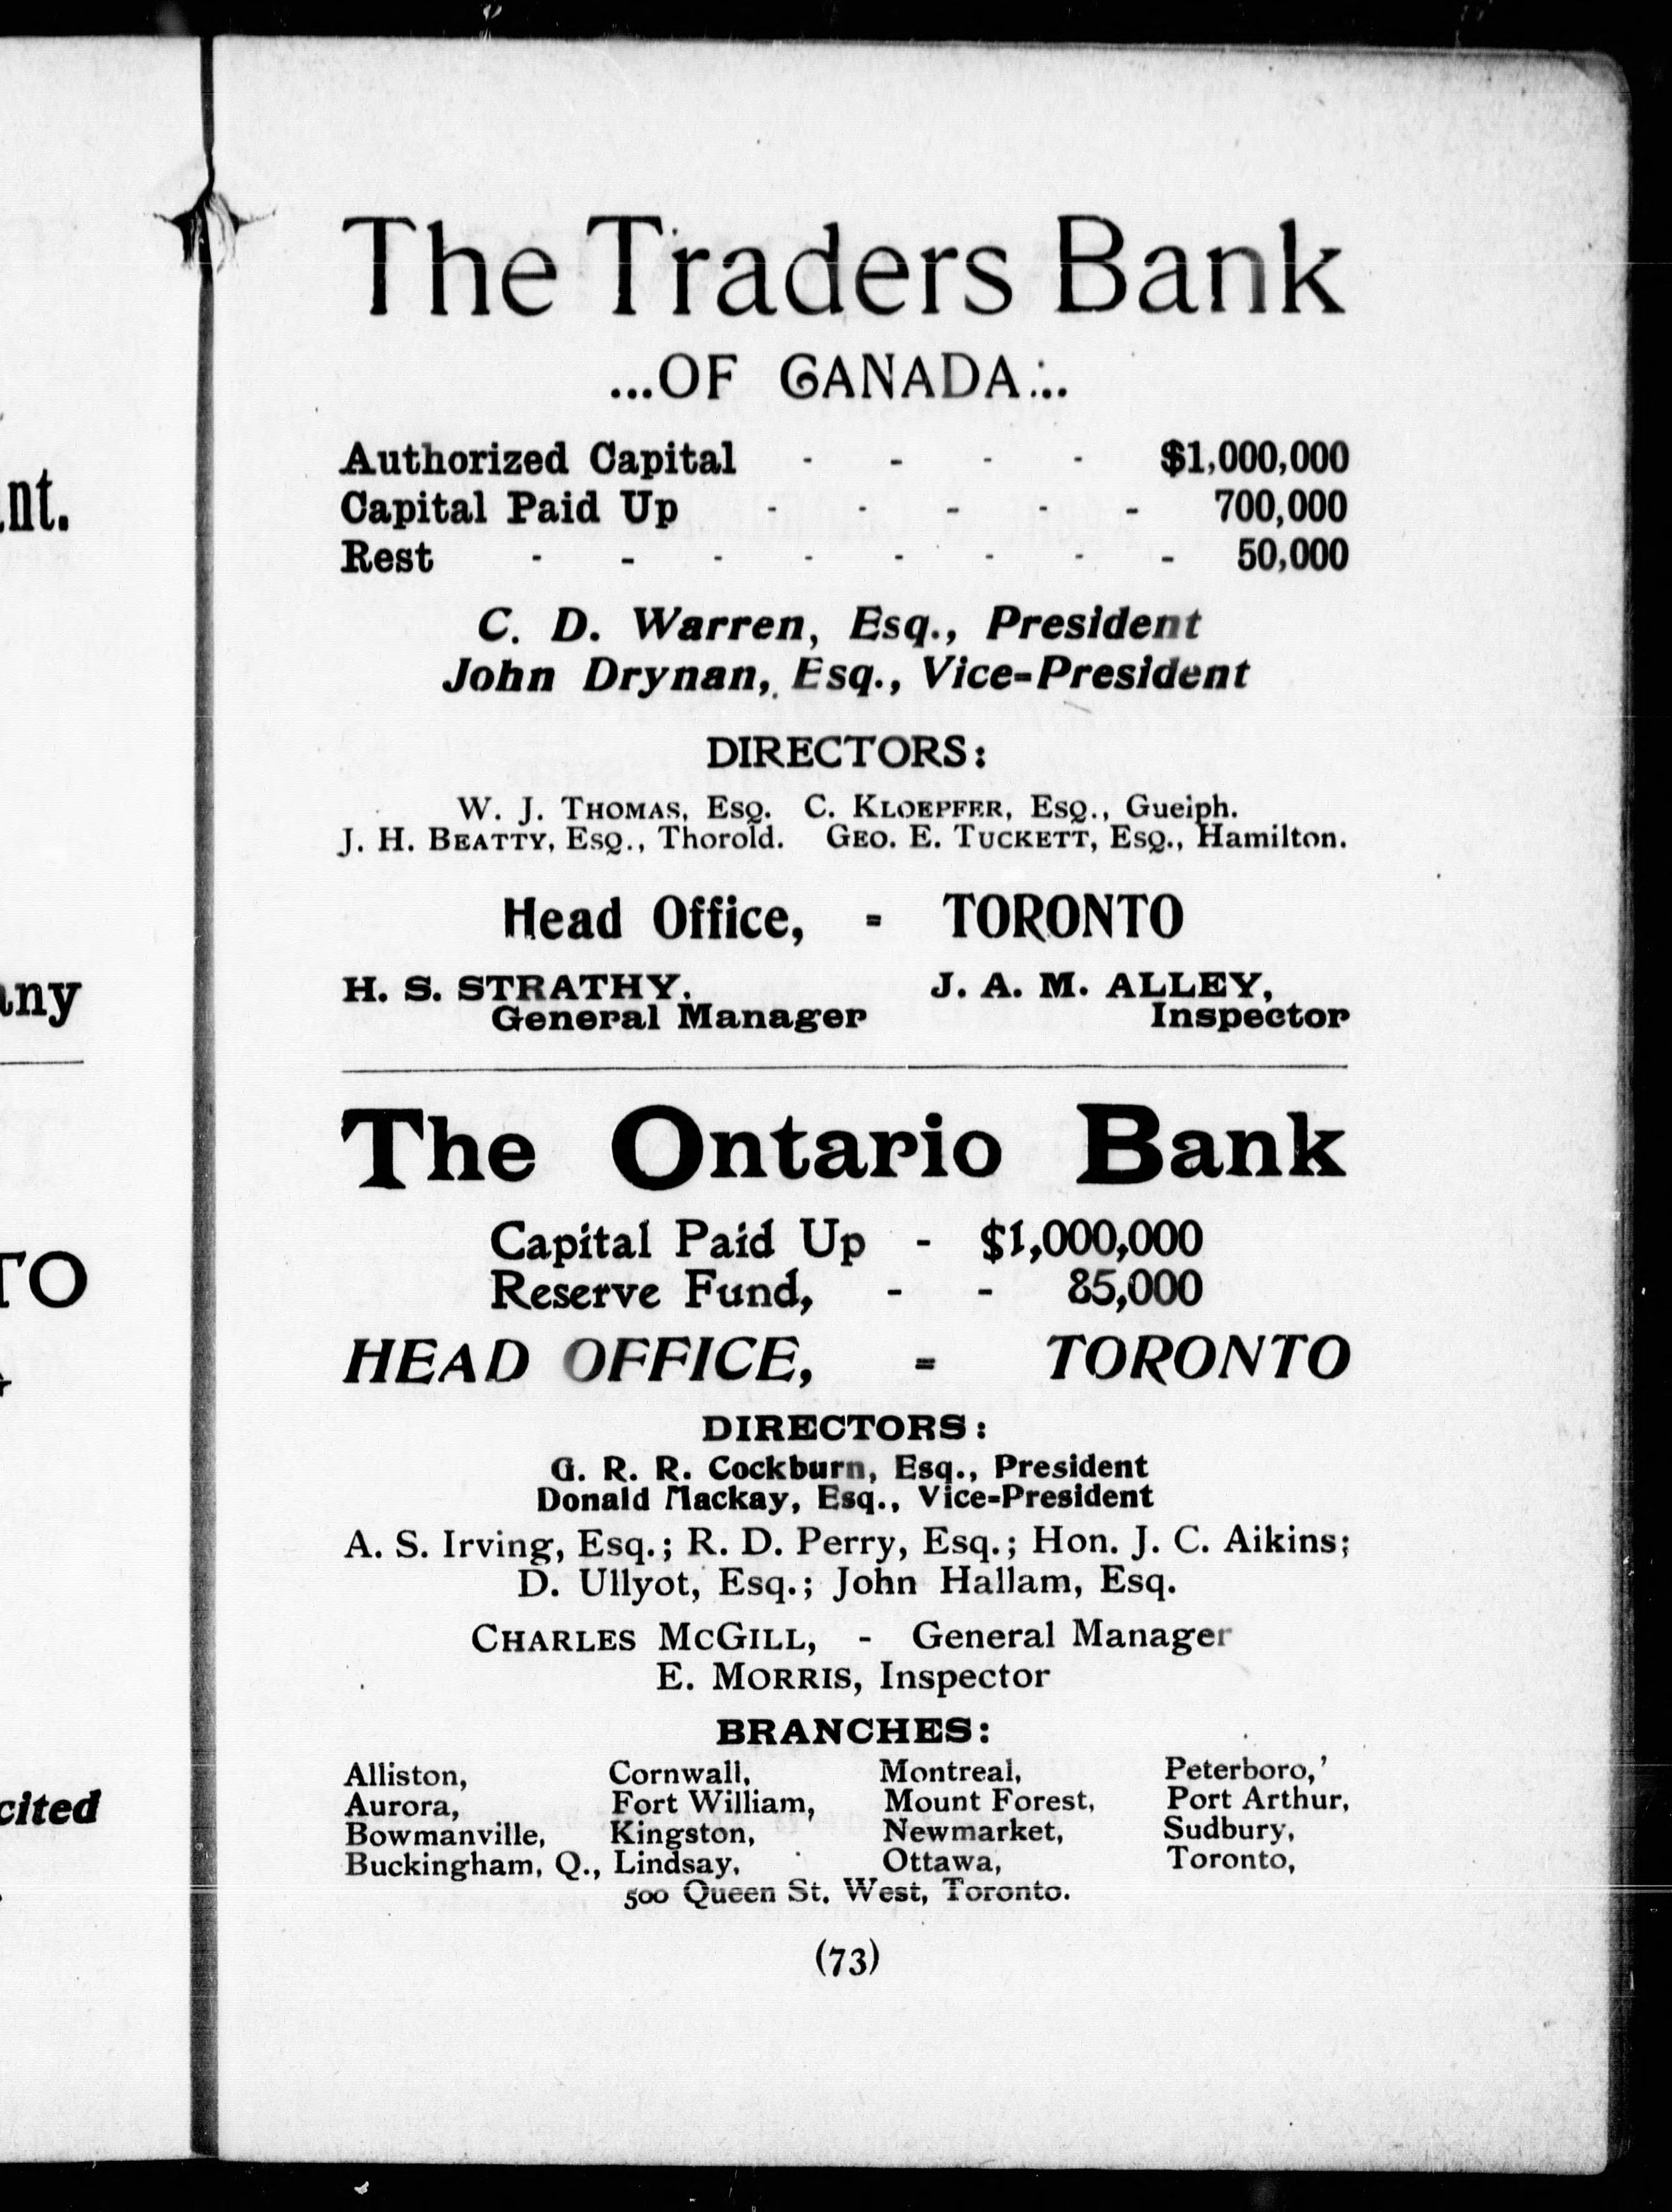 The Traders Bank
...OF CANADA...
Authorized Capital - - - - $1,000,000
Capital Paid Up - - - - - 700,000
Rest - - - - - - - - 50,000
C. D. Warren, Esq., President
John Drynan, Esq., Vice-President
DIRECTORS:
W. J. THOMAS, ESQ. C. KLOEPFER, ESQ., Guelph.
J. H. BEATTY, ESQ., Thorold. GEO. E. TUCKETT, ESQ., Hamilton.
Head Office, - TORONTO
H. S. STRATHY, J. A. M. ALLEY,
General Manager Inspector
The Ontario Bank
Capital Paid Up - $1,000,000
Reserve Fund, - - 85,000
HEAD OFFICE, - TORONTO
DIRECTORS:
G. R. R. Cockburn, Esq., President
Donald Mackay, Esq., Vice-President
A. S. Irving, Esq.; R. D. Perry, Esq.; Hon. J. C. Aikins;
D. Ullyot, Esq.; John Hallam, Esq.
CHARLES MCGILL, - General Manager
E. MORRIS, Inspector
BRANCHES:
Alliston, Cornwall, Montreal, Peterboro,
Aurora, Fort William, Mount Forest, Port Arthur,
Bowmanville, Kingston, Newmarket, Sudbury,
Buckingham, Q., Lindsay, Ottawa, Toronto,
500 Queen St. West, Toronto.
(73)